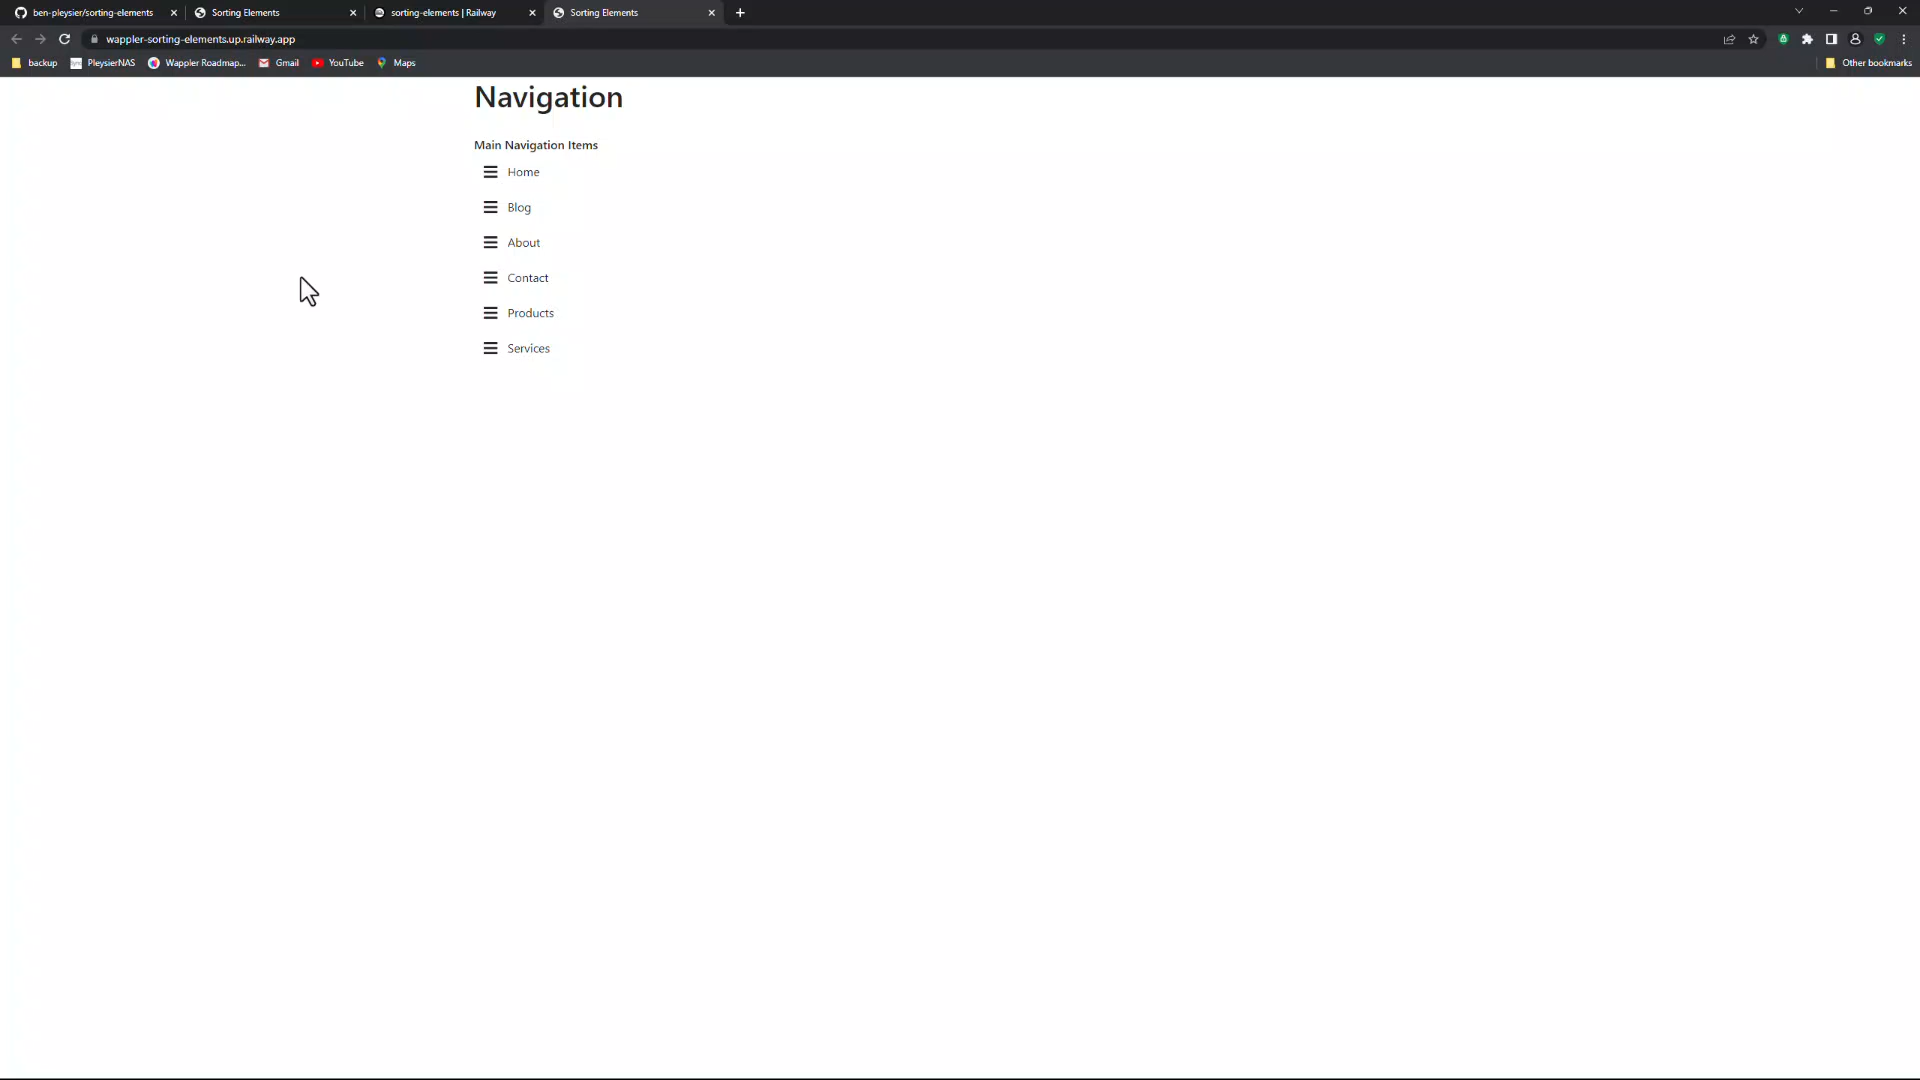 ben-pleysier/sorting-elements
Sorting Elements
sorting-elements | Railway
Sorting Elements
wappler-sorting-elements.up.railway.app
backup
PleysierNAS
Wappler Roadmap...
Gmail
YouTube
Maps
Other bookmarks
Navigation
Main Navigation Items
Home
Blog
About
Contact
Products
Services